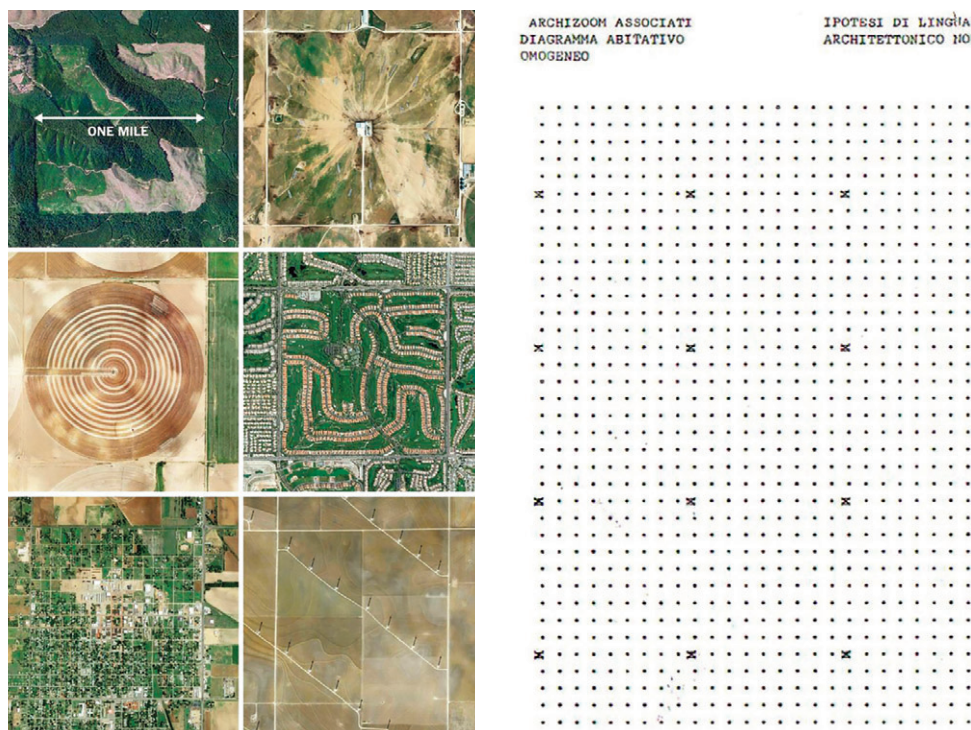 ONE MILE
ARCHIZOOM ASSOCIATI
DIAGRAMMA ABITATIVO
OMOGENEO
IPOTESI DI LINGUA
ARCHITETTONICO NO